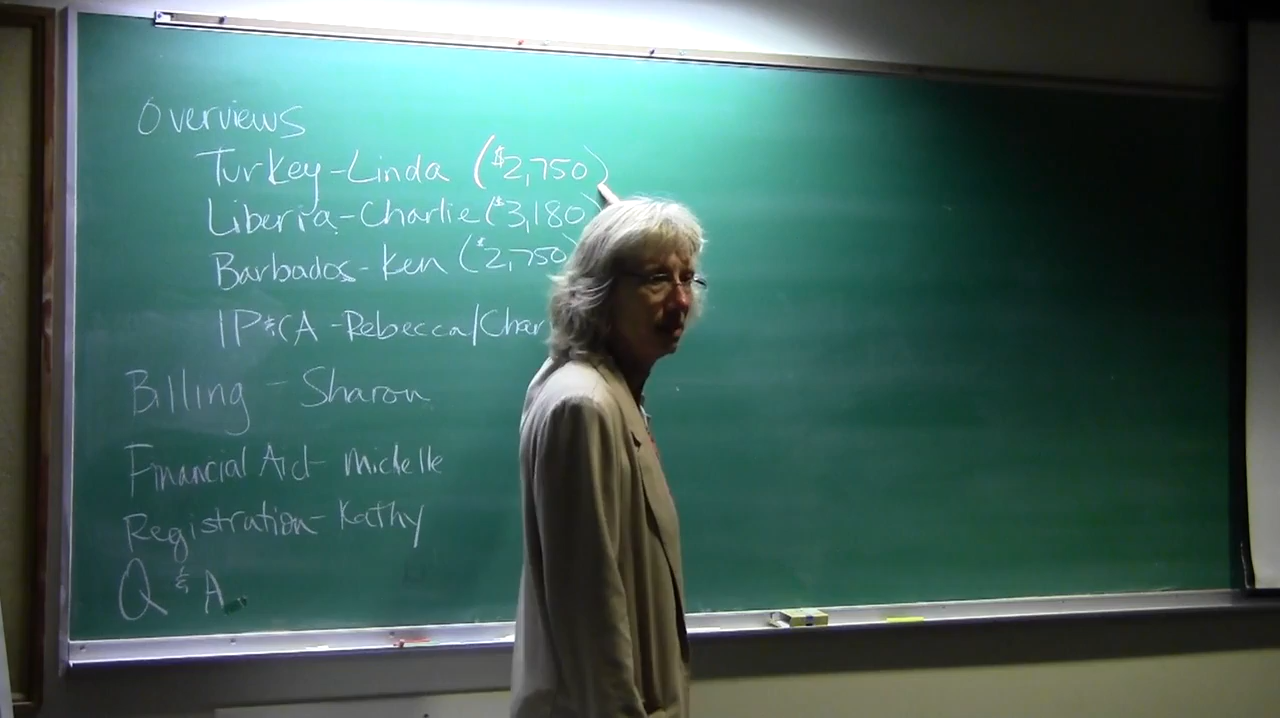 Overviews
Turkey-Linda ($2,750)
Liberia-Charlie ($3,180)
Barbados-Ken ($2,750)
IP&CA -Rebecca/Char
Billing - Sharon
Financial Aid- Michelle
Registration- Kathy
Q & A